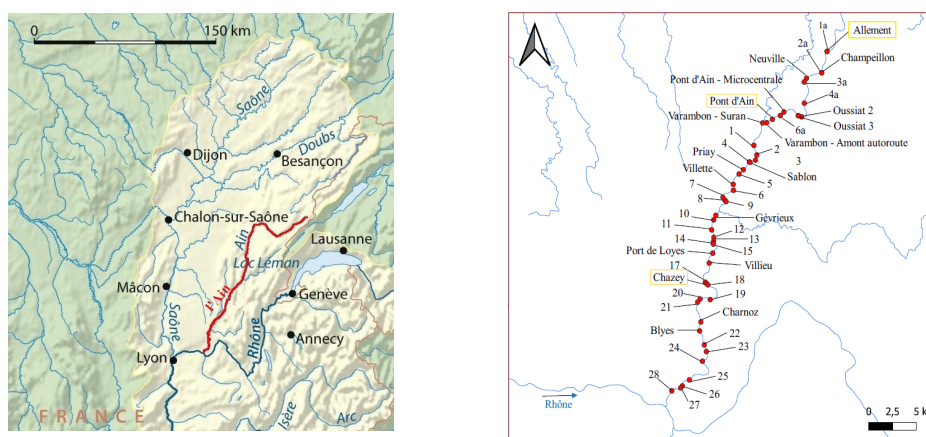 0 150 km
Saône
Doubs
Dijon
Besançon
Chalon-sur-Saône
Ain
Lausanne
Lac Léman
Mâcon
l'Ain
Genève
Saône
Rhône
Annecy
Lyon
FRANCE
Isère
Arc
1a
Allement
2a
Neuville
Champeillon
3a
Pont d'Ain - Microcentrale
4a
Pont d'Ain
Oussiat 2
Varambon - Suran
6a
Oussiat 3
1
Varambon - Amont autoroute
4
2
Priay
3
Sablon
Villette
5
7
6
8
9
10
Gévrieux
11
12
14
13
15
Port de Loyes
17
Villieu
Chazey
18
20
19
21
Charnoz
Blyes
22
24
23
28
25
26
27
Rhône
0 2,5 5 k